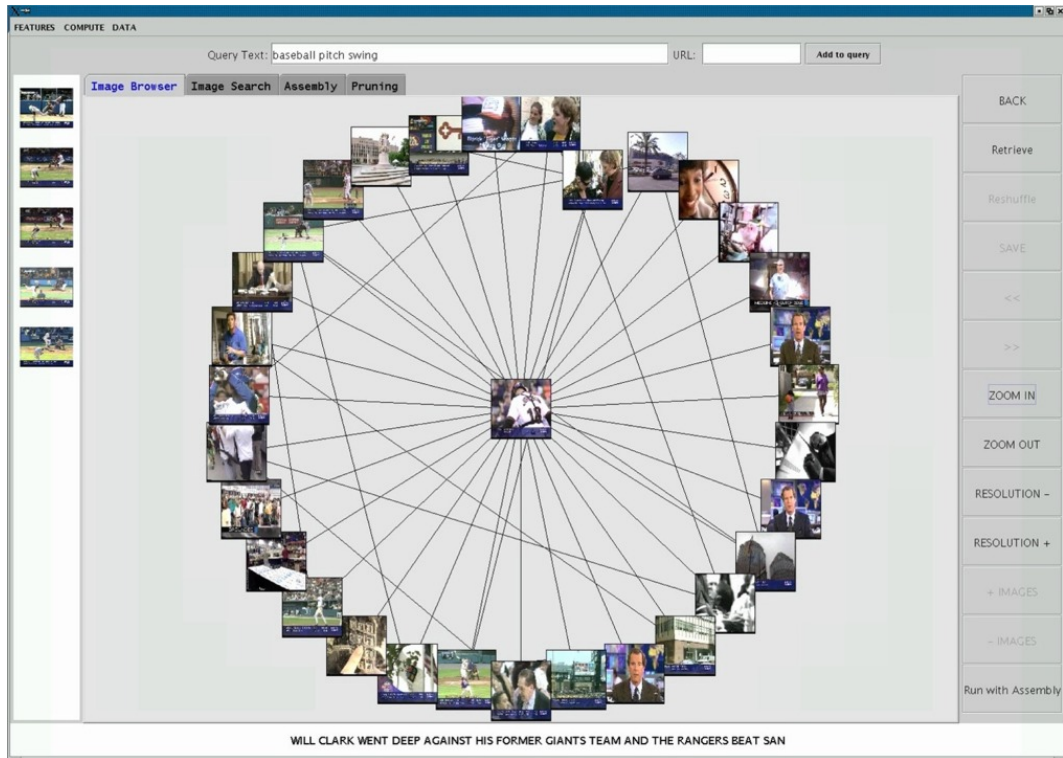 FEATURES COMPUTE DATA
Query Text: baseball pitch swing URL: Add to query
Image Browser Image Search Assembly Pruning
BACK
Retrieve
Reshuffle
SAVE
<<
>>
ZOOM IN
ZOOM OUT
RESOLUTION -
RESOLUTION +
+ IMAGES
- IMAGES
Run with Assembly
18
WILL CLARK WENT DEEP AGAINST HIS FORMER GIANTS TEAM AND THE RANGERS BEAT SAN